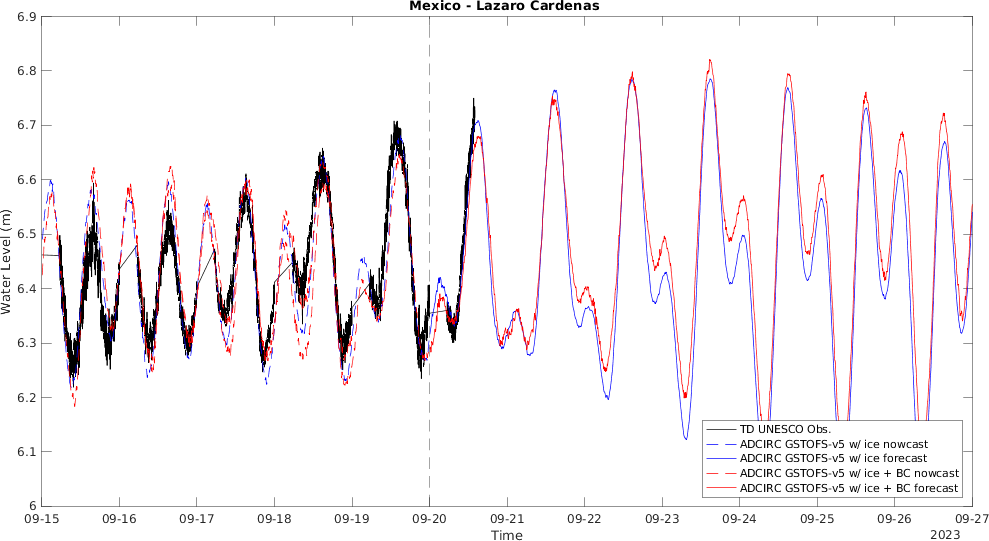 Mexico - Lazaro Cardenas
6.9
6.8
6.7
6.6
6.5
6.4
6.3
6.2
6.1
6
Water Level (m)
TD UNESCO Obs.
ADCIRC GSTOFS-v5 w/ ice nowcast
ADCIRC GSTOFS-v5 w/ ice forecast
ADCIRC GSTOFS-v5 w/ ice + BC nowcast
ADCIRC GSTOFS-v5 w/ ice + BC forecast
09-15 09-16 09-17 09-18 09-19 09-20 09-21 09-22 09-23 09-24 09-25 09-26 09-27
Time
2023